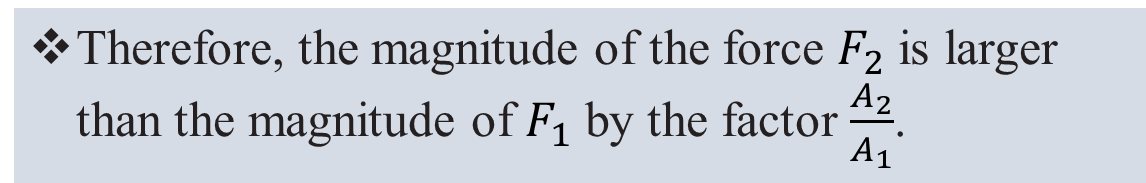 ❖Therefore, the magnitude of the force F₂ is larger
than the magnitude of F₁ by the factor A₂/A₁.